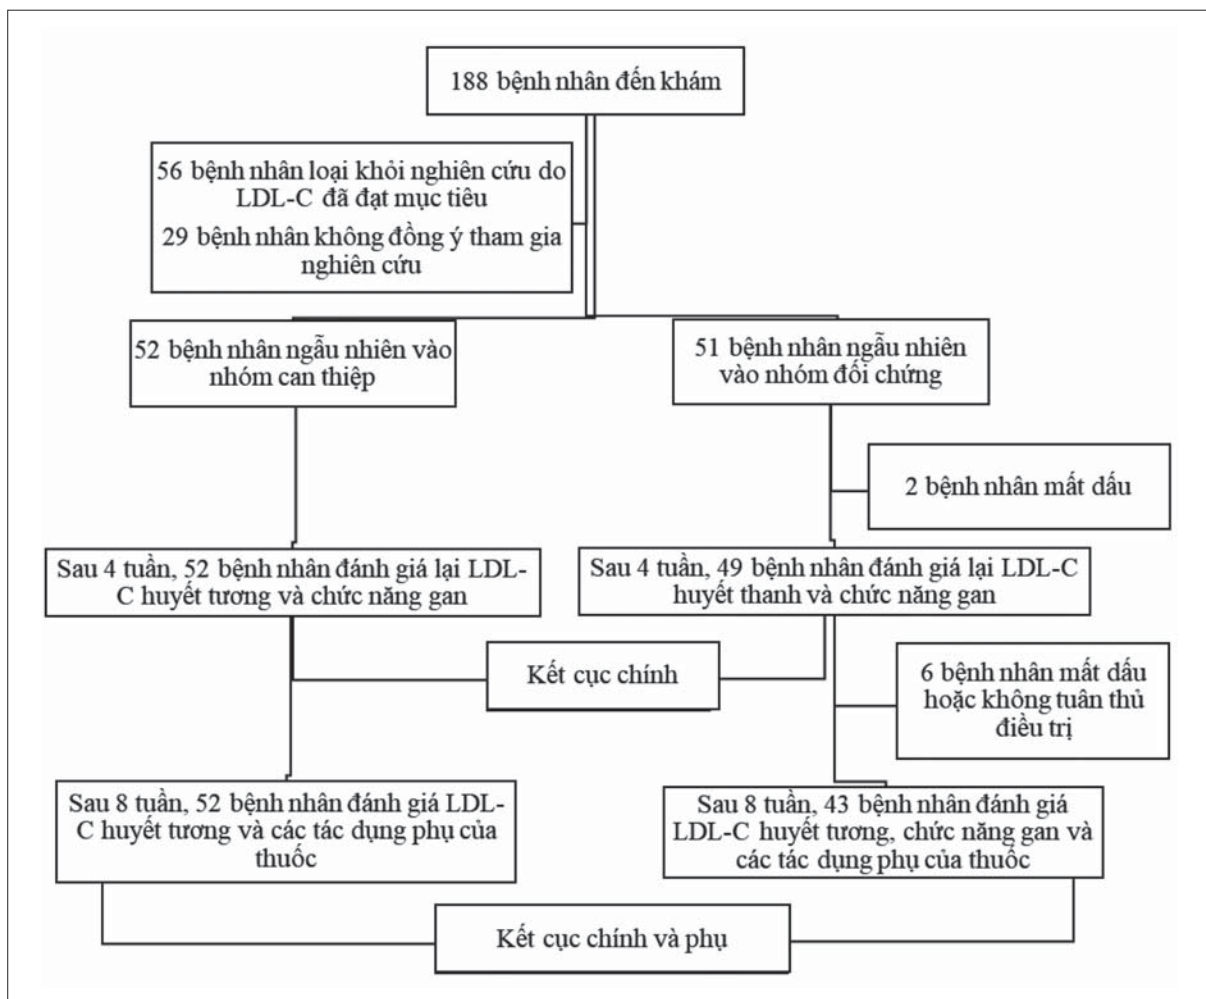 188 bệnh nhân đến khám
56 bệnh nhân loại khỏi nghiên cứu do
LDL-C đã đạt mục tiêu
29 bệnh nhân không đồng ý tham gia
nghiên cứu
52 bệnh nhân ngẫu nhiên vào
nhóm can thiệp
51 bệnh nhân ngẫu nhiên
vào nhóm đối chứng
2 bệnh nhân mất dấu
Sau 4 tuần, 52 bệnh nhân đánh giá lại LDL-
C huyết tương và chức năng gan
Sau 4 tuần, 49 bệnh nhân đánh giá lại LDL-C
huyết thanh và chức năng gan
Kết cục chính
6 bệnh nhân mất dấu
hoặc không tuân thủ
điều trị
Sau 8 tuần, 52 bệnh nhân đánh giá LDL-
C huyết tương và các tác dụng phụ của
thuốc
Sau 8 tuần, 43 bệnh nhân đánh giá
LDL-C huyết tương, chức năng gan và
các tác dụng phụ của thuốc
Kết cục chính và phụ